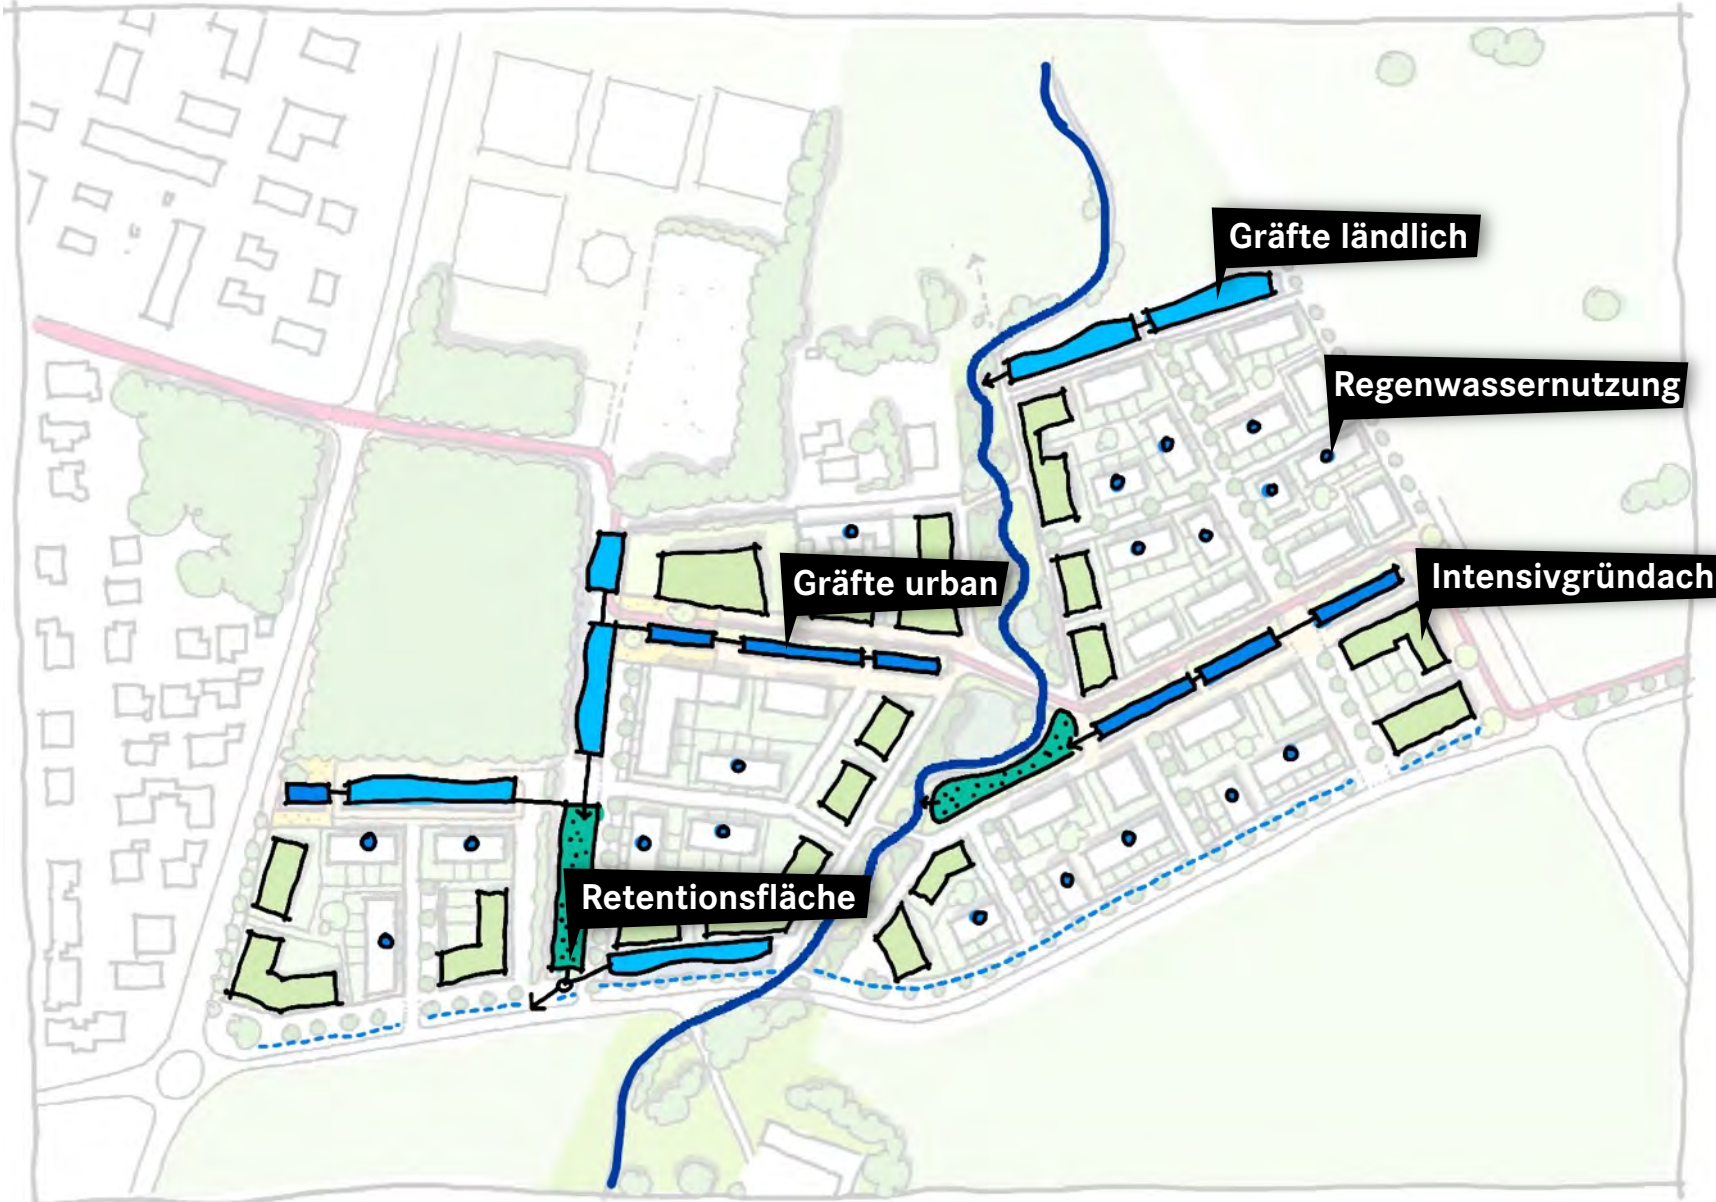 Gräfte ländlich
Regenwassernutzung
Intensivgründach
Gräfte urban
Retentionsfläche